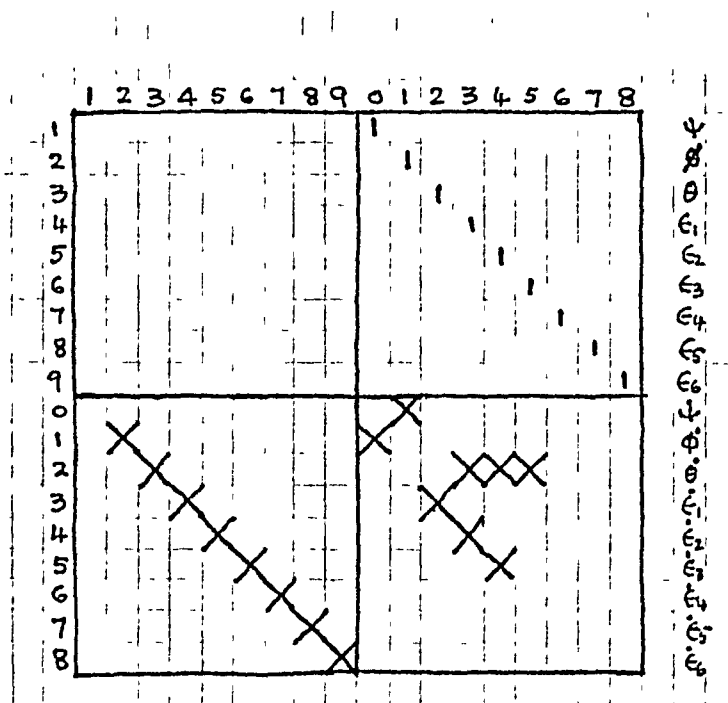 1 2 3 4 5 6 7 8 9 0 1 2 3 4 5 6 7 8
1 I ψ
2 I ϕ
3 I θ
4 I ϵ1
5 I ϵ2
6 I ϵ3
7 I ϵ4
8 I ϵ5
9 I ϵ6
0 X ψ̇
1 X X ϕ̇
2 X X X X θ̇
3 X X ϵ̇1
4 X X ϵ̇2
5 X X ϵ̇3
6 X ϵ̇4
7 X ϵ̇5
8 X ϵ̇6